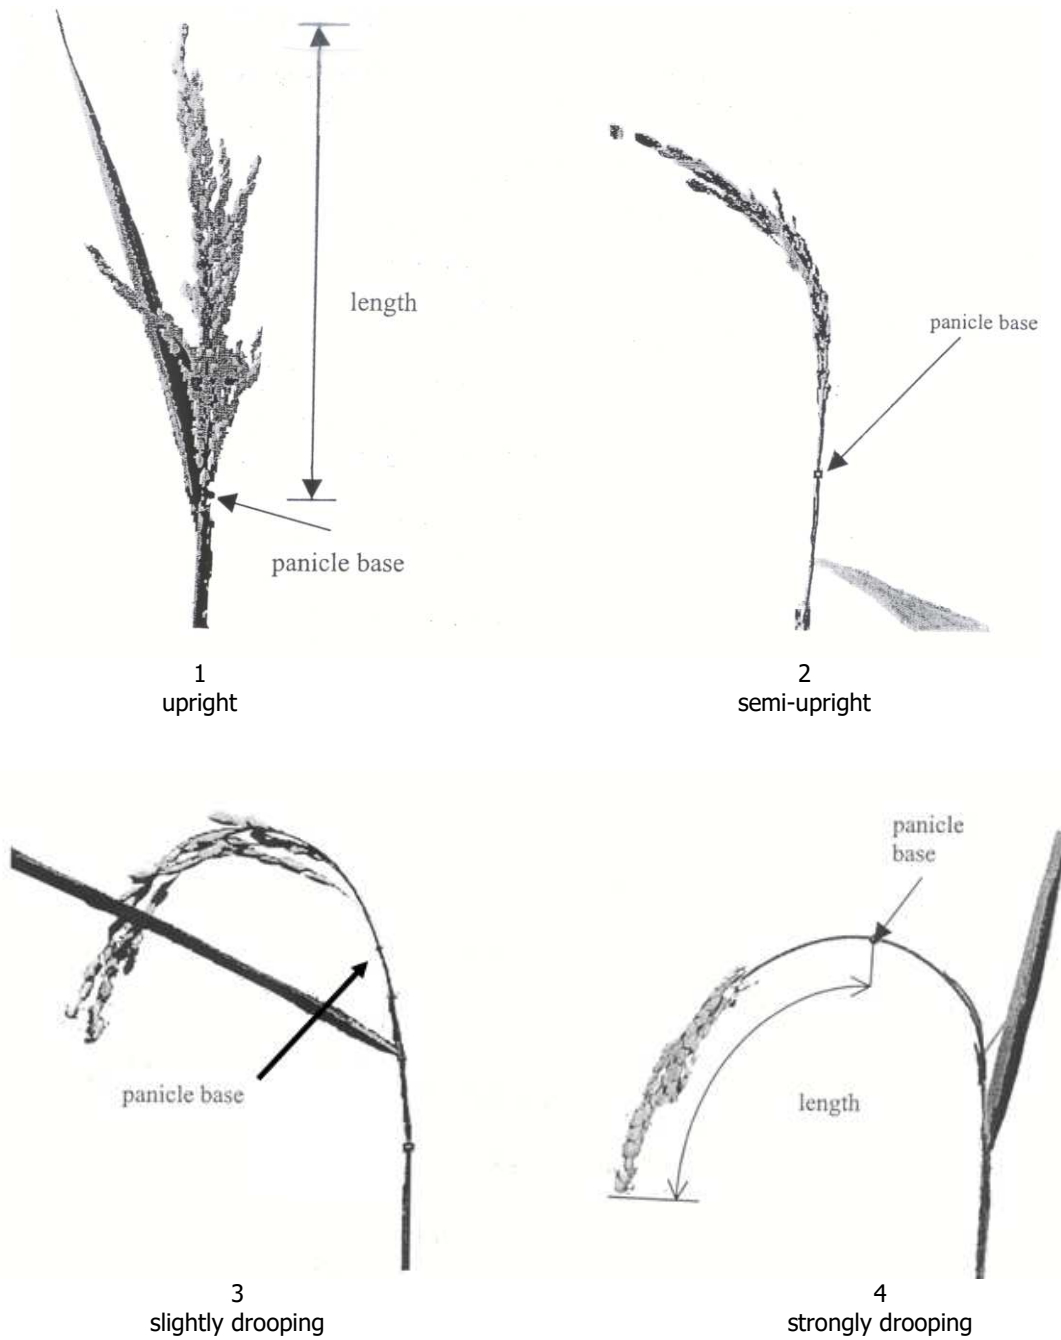 length
panicle base
panicle base
1
upright
2
semi-upright
panicle base
panicle
base
length
3
slightly drooping
4
strongly drooping